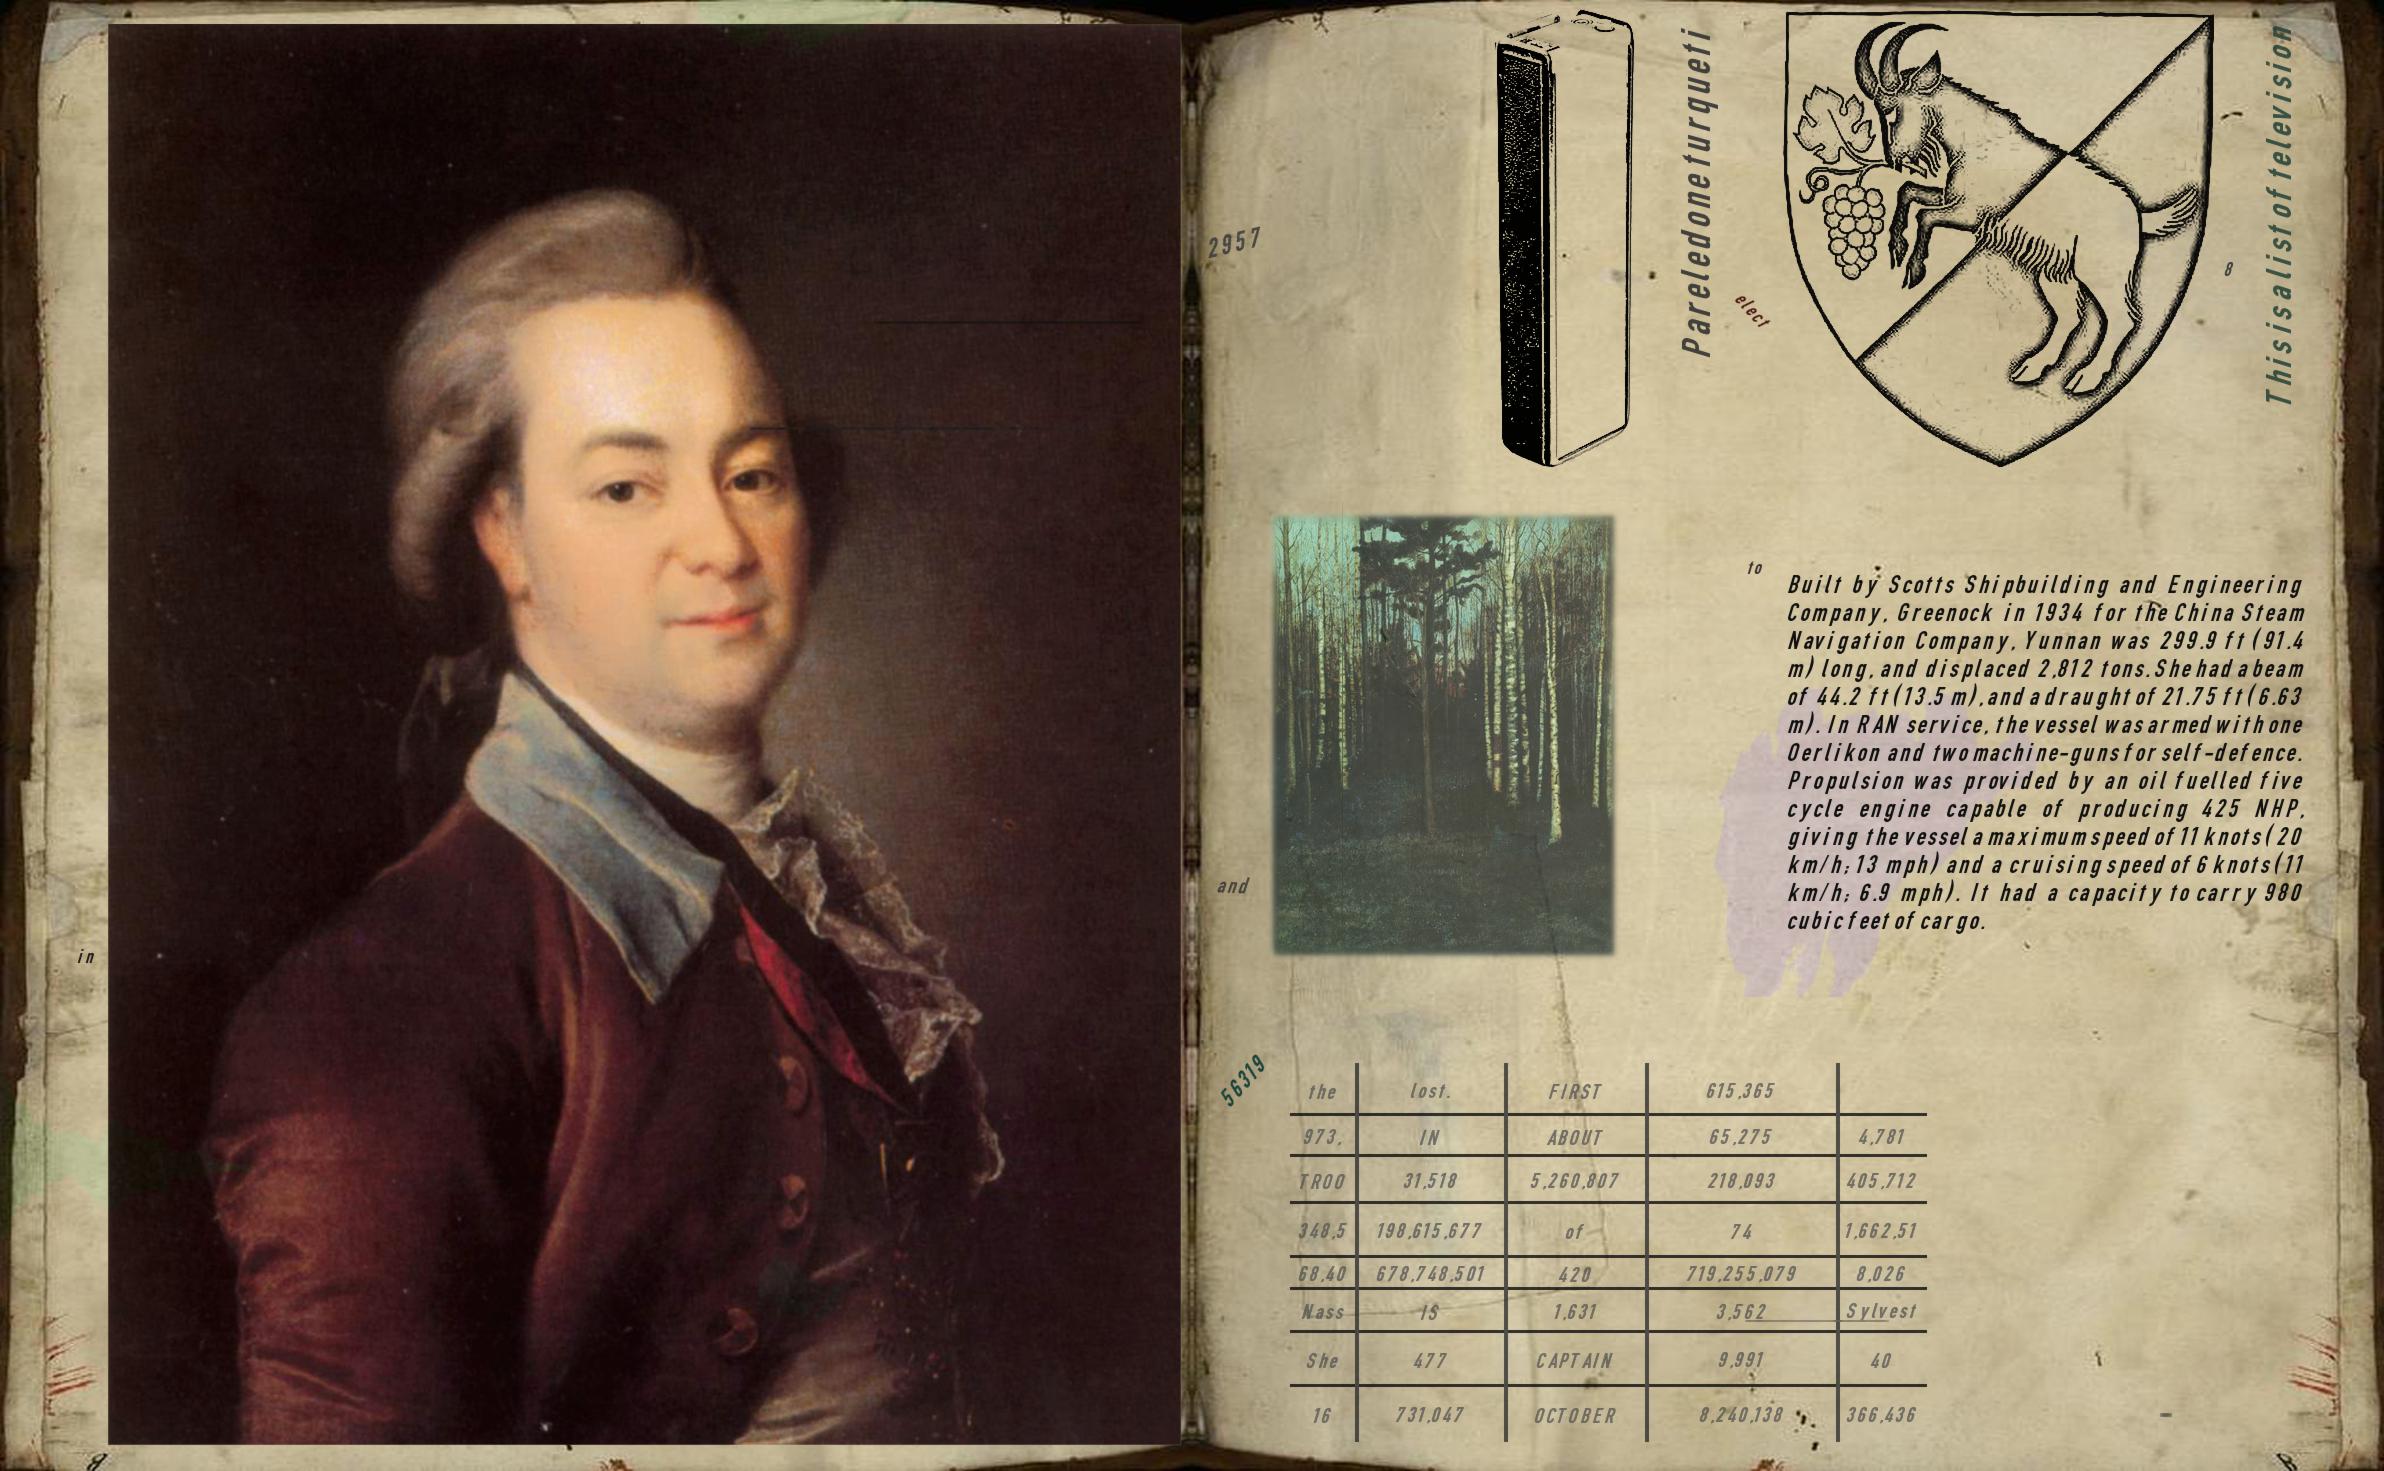 in
2957
Pareledone turqueti
elect
8
This is a list of television
and
to
Built by Scotts Shipbuilding and Engineering
Company, Greenock in 1934 for the China Steam
Navigation Company, Yunnan was 299.9 ft (91.4
m) long, and displaced 2,812 tons. She had a beam
of 44.2 ft (13.5 m), and a draught of 21.75 ft (6.63
m). In RAN service, the vessel was armed with one
Oerlikon and two machine-guns for self-defence.
Propulsion was provided by an oil fuelled five
cycle engine capable of producing 425 NHP,
giving the vessel a maximum speed of 11 knots (20
km/h; 13 mph) and a cruising speed of 6 knots (11
km/h; 6.9 mph). It had a capacity to carry 980
cubic feet of cargo.
56319
the lost. FIRST 615,365
973, IN ABOUT 65,275 4,781
TROO 31,518 5,260,807 218,093 405,712
348,5 198,615,677 of 74 1,662,51
68,40 678,748,501 420 719,255,079 8,026
Nass IS 1,631 3,562 Sylvest
She 477 CAPTAIN 9,991 40
16 731,047 OCTOBER 8,240,138 366,436